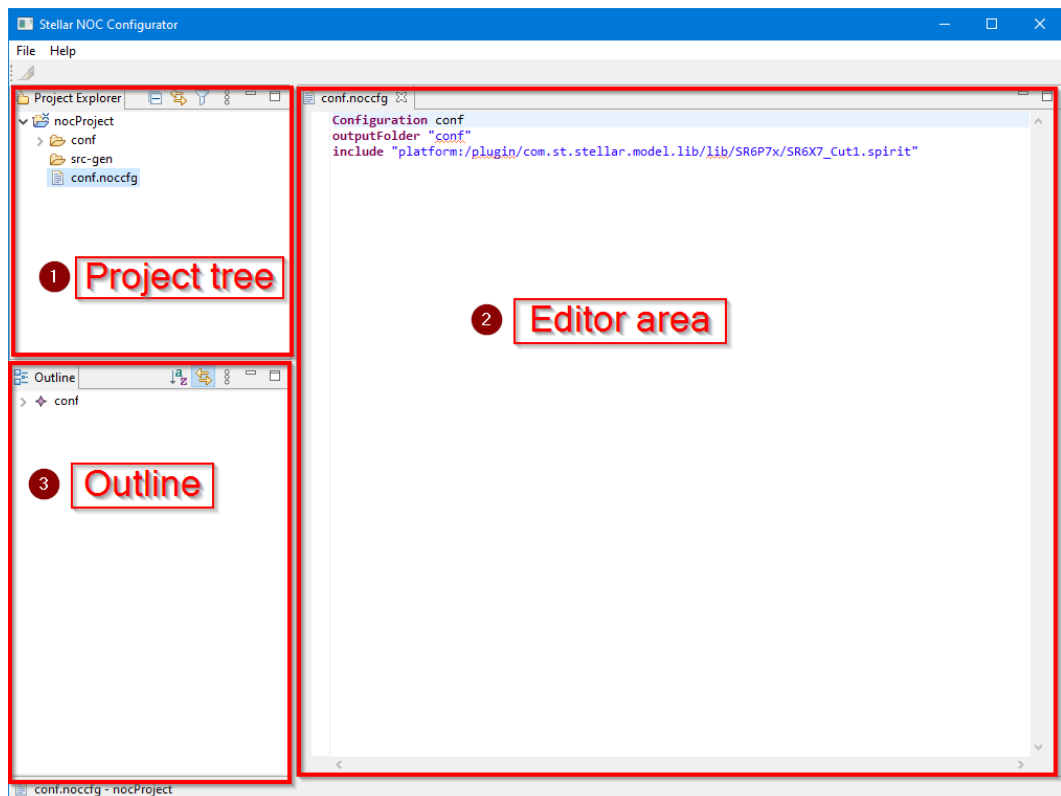 Stellar NOC Configurator
File Help
Project Explorer
nocProject
conf
src-gen
conf.noccfg
1 Project tree
Outline
conf
3 Outline
conf.noccfg
Configuration conf
outputFolder "conf"
include "platform:/plugin/com.st.stellar.model.lib/lib/SR6P7x/SR6X7_Cut1.spirit"
2 Editor area
conf.noccfg - nocProject